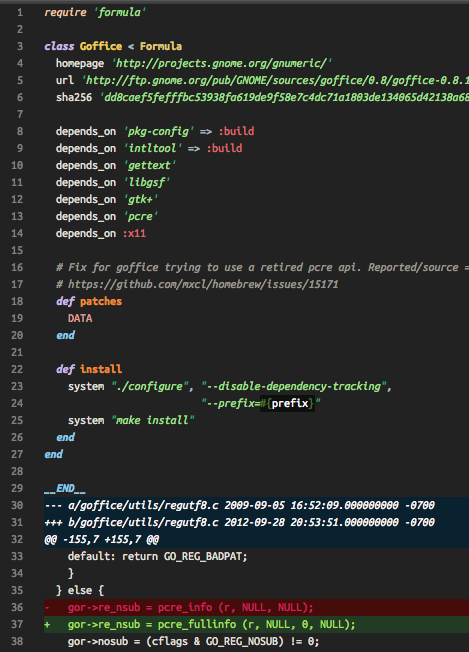 1 require 'formula'
2
3 class Goffice < Formula
4 homepage 'http://projects.gnome.org/gnumeric/'
5 url 'http://ftp.gnome.org/pub/GNOME/sources/goffice/0.8/goffice-0.8.1
6 sha256 'dd8caef5fefffbc53938fa619de9f58e7c4dc71a1803de134065d42138a68
7
8 depends_on 'pkg-config' => :build
9 depends_on 'intltool' => :build
10 depends_on 'gettext'
11 depends_on 'libgsf'
12 depends_on 'gtk+'
13 depends_on 'pcre'
14 depends_on :x11
15
16 # Fix for goffice trying to use a retired pcre api. Reported/source =
17 # https://github.com/mxcl/homebrew/issues/15171
18 def patches
19 DATA
20 end
21
22 def install
23 system "./configure", "--disable-dependency-tracking",
24 "--prefix=#{prefix}"
25 system "make install"
26 end
27 end
28
29 __END__
30 --- a/goffice/utils/regutf8.c 2009-09-05 16:52:09.000000000 -0700
31 +++ b/goffice/utils/regutf8.c 2012-09-28 20:53:51.000000000 -0700
32 @@ -155,7 +155,7 @@
33 default: return GO_REG_BADPAT;
34 }
35 } else {
36 - gor->re_nsub = pcre_info (r, NULL, NULL);
37 + gor->re_nsub = pcre_fullinfo (r, NULL, 0, NULL);
38 gor->nosub = (cflags & GO_REG_NOSUB) != 0;